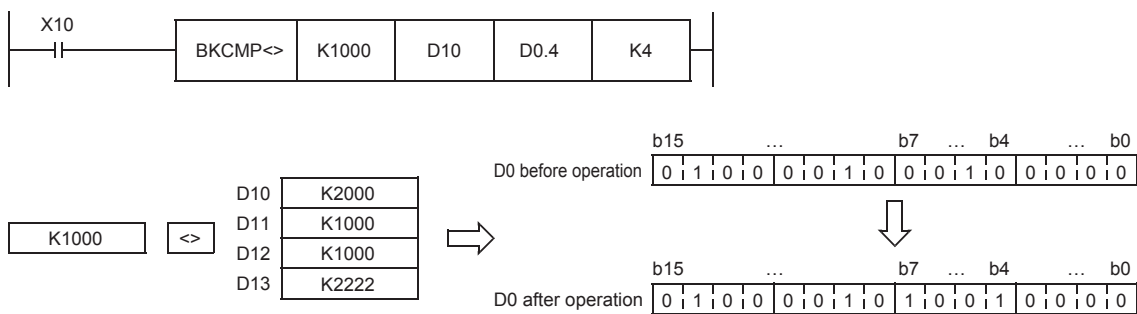 X10
BKCMP<> K1000 D10 D0.4 K4
b15 … b7 … b4 … b0
D0 before operation 0 1 0 0 0 0 1 0 0 0 1 0 0 0 0 0
D10 K2000
D11 K1000
K1000 <>
D12 K1000
D13 K2222
b15 … b7 … b4 … b0
D0 after operation 0 1 0 0 0 0 1 0 1 0 0 1 0 0 0 0